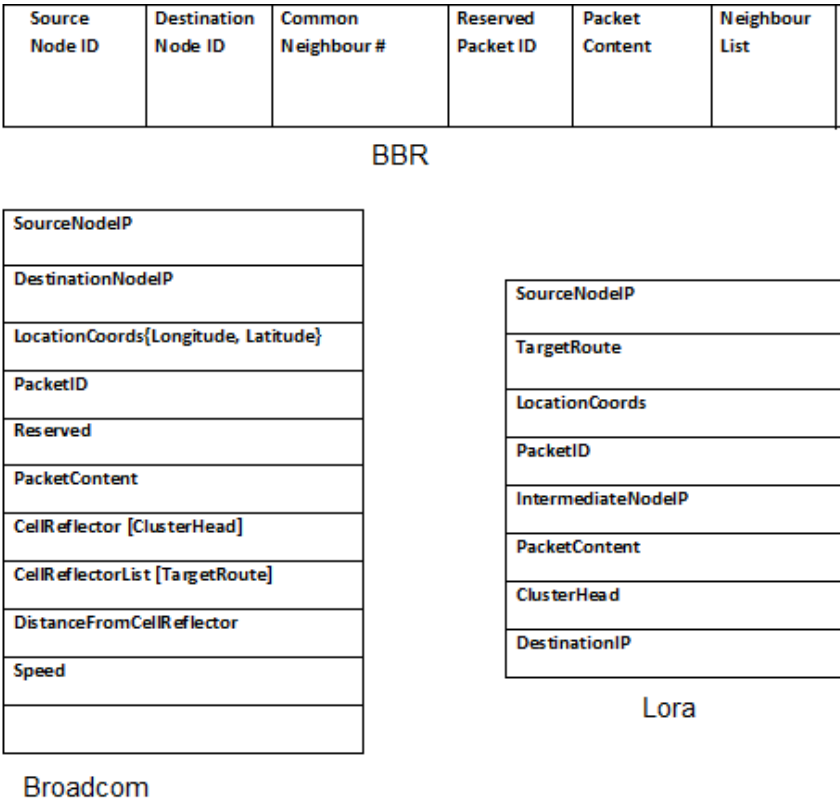 Source Node ID
Destination Node ID
Common Neighbour #
Reserved Packet ID
Packet Content
Neighbour List
BBR
SourceNodeIP
DestinationNodeIP
LocationCoords{Longitude, Latitude}
PacketID
Reserved
PacketContent
CellReflector [ClusterHead]
CellReflectorList [TargetRoute]
DistanceFromCellReflector
Speed
Broadcom
SourceNodeIP
TargetRoute
LocationCoords
PacketID
IntermediateNodeIP
PacketContent
ClusterHead
DestinationIP
Lora